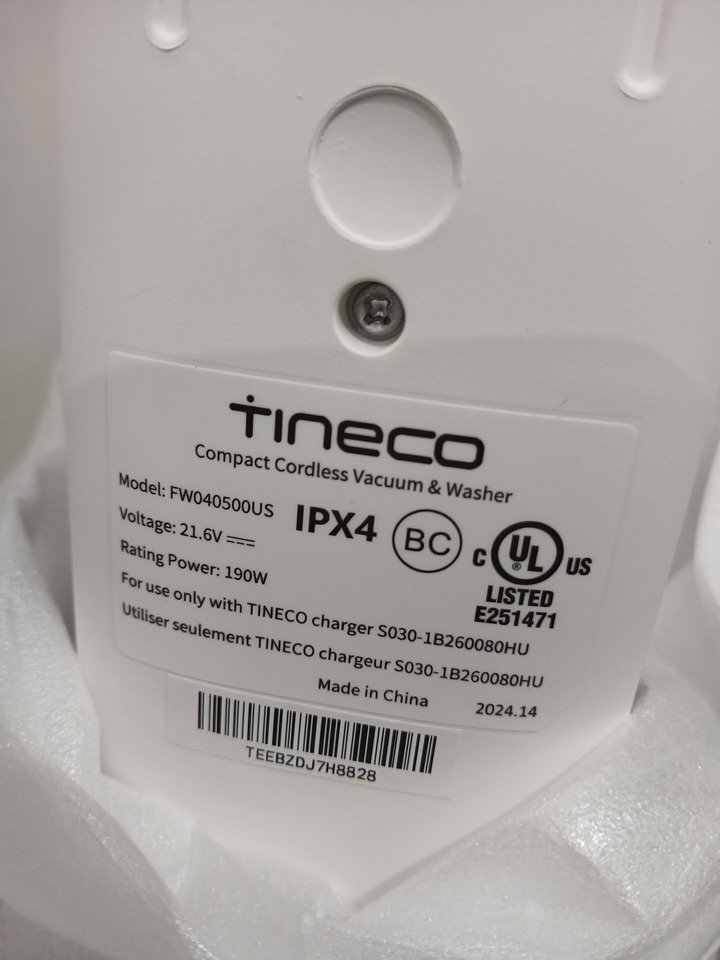 TINECO
Compact Cordless Vacuum & Washer
Model: FW040500US
Voltage: 21.6V ⎓
Rating Power: 190W
IPX4
BC
C UL® US
LISTED
E251471
For use only with TINECO charger S030-1B260080HU
Utiliser seulement TINECO chargeur S030-1B260080HU
Made in China 2024.14
TEEBZDJ7H8828